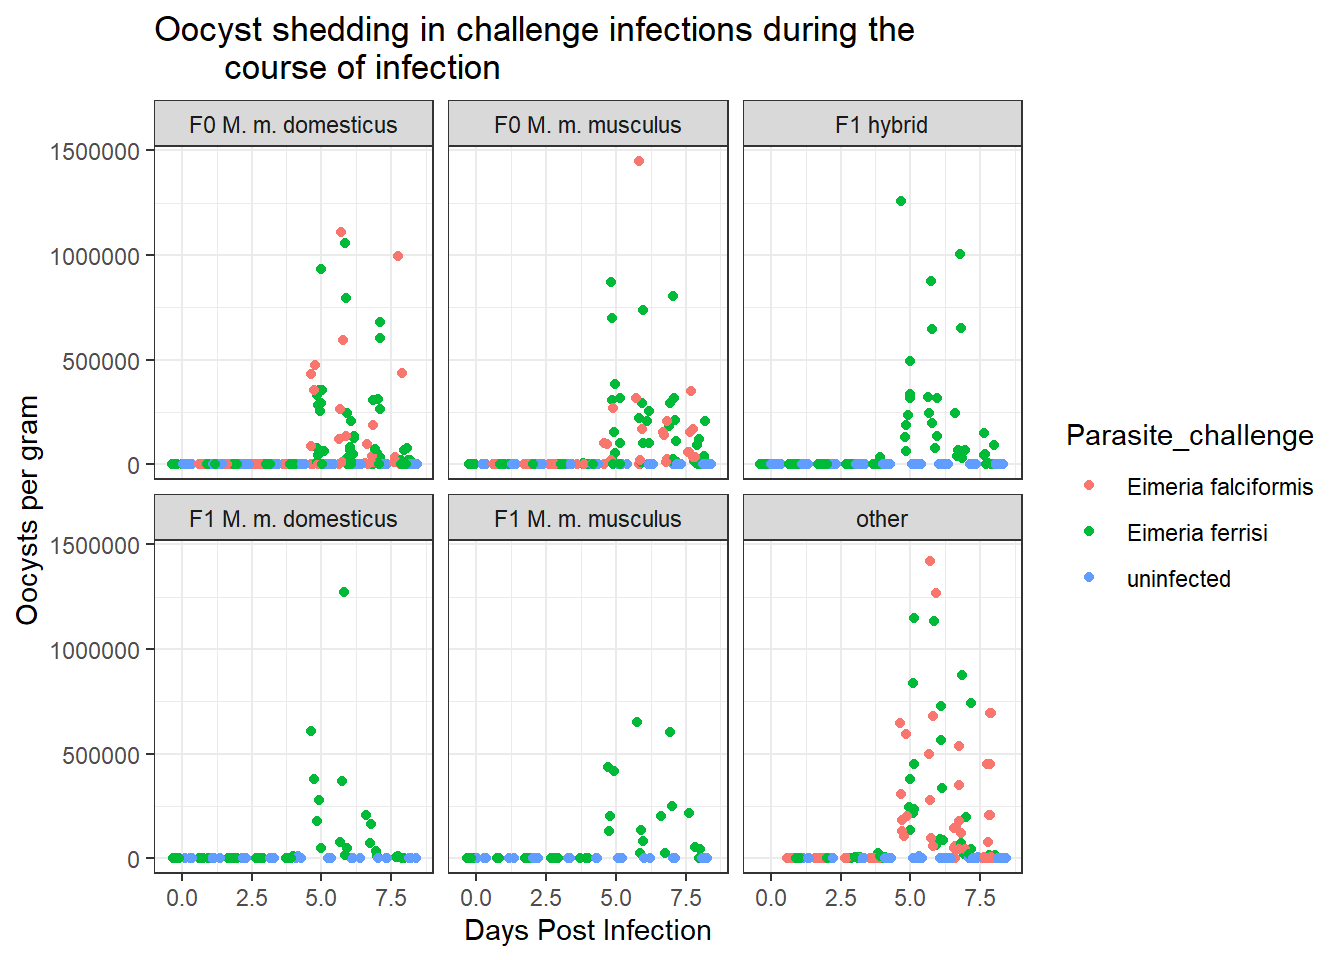 Oocyst shedding in challenge infections during the
course of infection
F0 M. m. domesticus
F0 M. m. musculus
F1 hybrid
1500000
1000000
500000
0
F1 M. m. domesticus
F1 M. m. musculus
other
1500000
1000000
500000
0
0.0 2.5 5.0 7.5
0.0 2.5 5.0 7.5
0.0 2.5 5.0 7.5
Days Post Infection
Oocysts per gram
Parasite_challenge
Eimeria falciformis
Eimeria ferrisi
uninfected